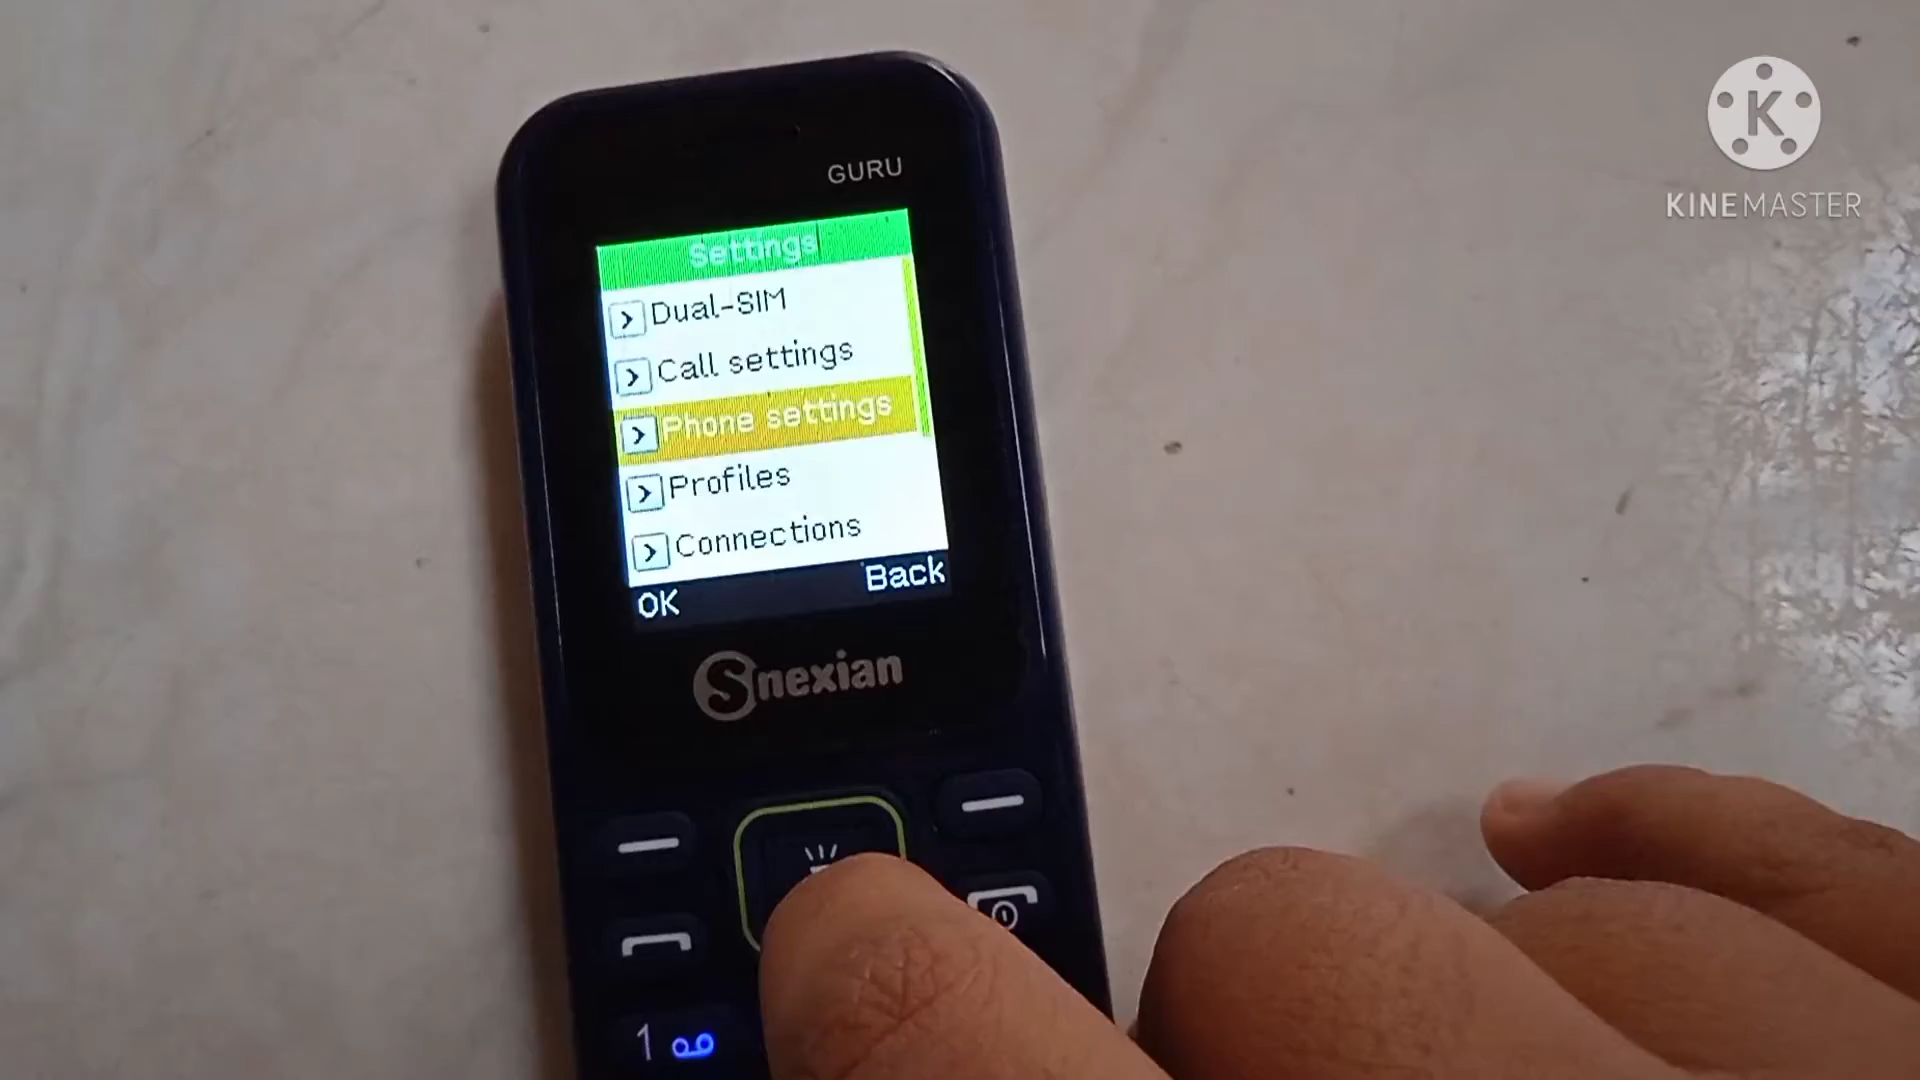 GURU
Settings
Dual-SIM
Call settings
Phone settings
Profiles
Connections
OK
Back
Snexian
1
K
KINEMASTER